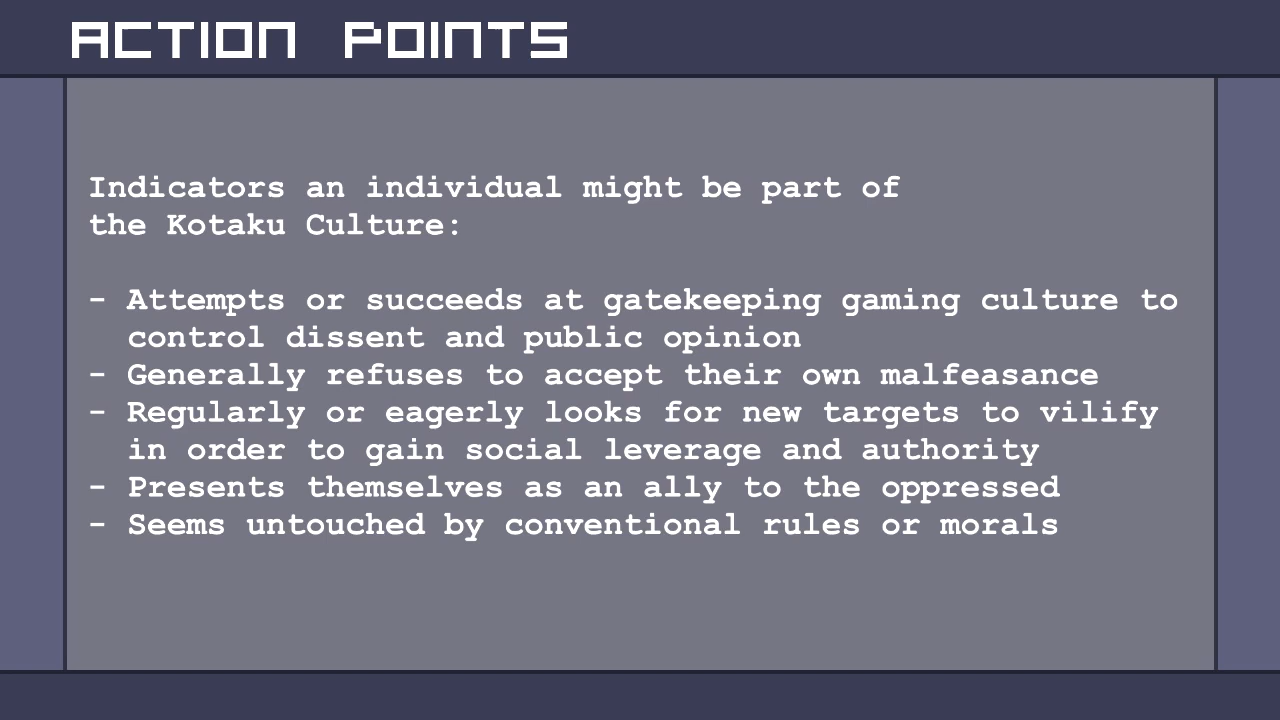 ACTION POINTS
Indicators an individual might be part of
the Kotaku Culture:
- Attempts or succeeds at gatekeeping gaming culture to
control dissent and public opinion
- Generally refuses to accept their own malfeasance
- Regularly or eagerly looks for new targets to vilify
in order to gain social leverage and authority
- Presents themselves as an ally to the oppressed
- Seems untouched by conventional rules or morals